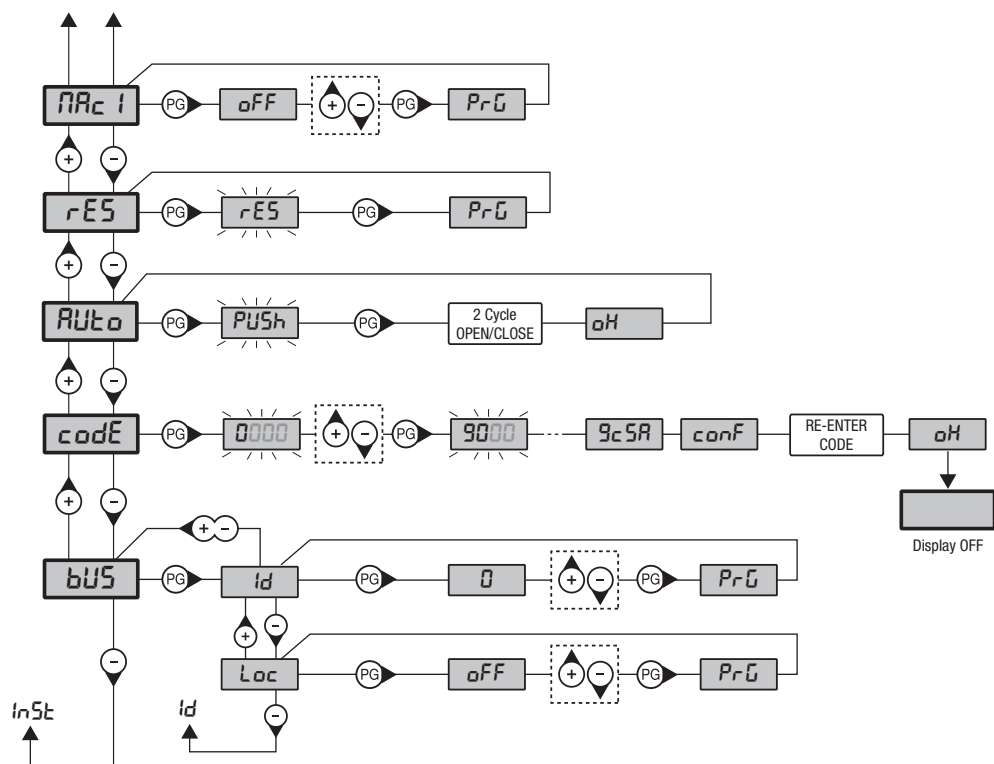 MAc 1 PG oFF + - PG PrG
+ -
rES PG rES PG PrG
+ -
AUto PG PUSh PG 2 Cycle OPEN/CLOSE oK
+ -
codE PG 0000 + - PG 9000 9c5A conF RE-ENTER CODE oK
+ -
Display OFF
+ -
bUS PG Id PG 0 + - PG PrG
+ -
-
Loc PG oFF + - PG PrG
InSt
Id
-